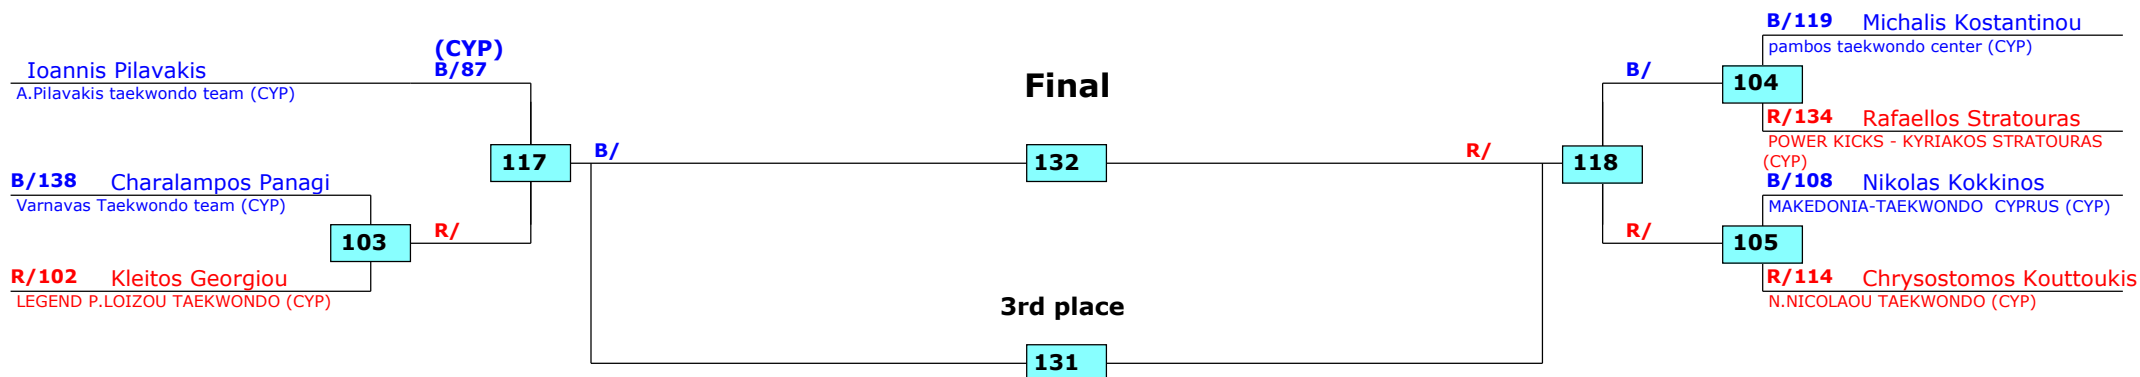 B/119 Michalis Kostantinou
(CYP)
pambos taekwondo center (CYP)
Ioannis Pilavakis B/87 B/
Final
104
A.Pilavakis taekwondo team (CYP)
R/134 Rafaellos Stratouras
POWER KICKS - KYRIAKOS STRATOURAS
(CYP)
117 B/ 132 R/ 118
B/138 Charalampos Panagi
B/108 Nikolas Kokkinos
Varnavas Taekwondo team (CYP)
MAKEDONIA-TAEKWONDO CYPRUS (CYP)
103 R/ R/ 105
R/102 Kleitos Georgiou
R/114 Chrysostomos Kouttoukis
LEGEND P.LOIZOU TAEKWONDO (CYP)
N.NICOLAOU TAEKWONDO (CYP)
3rd place
131